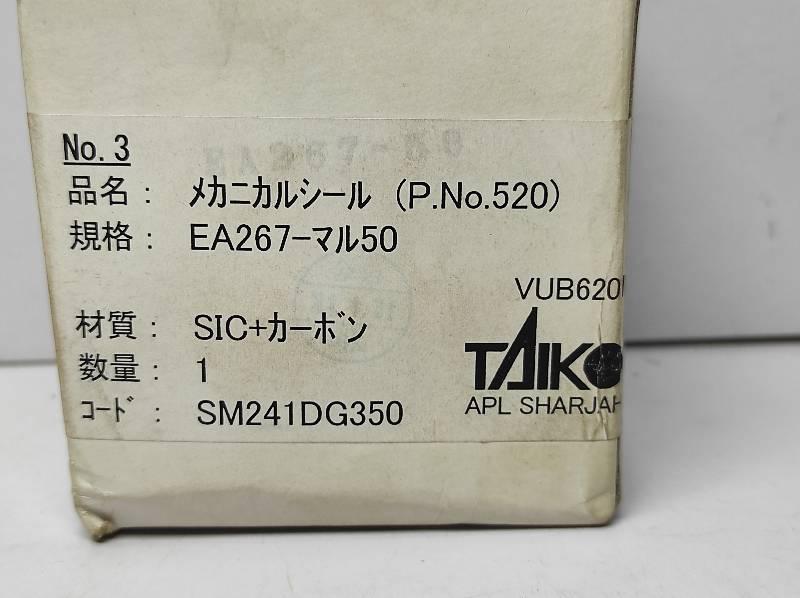 EA267-50
No.3
品名： ﾒｶﾆｶﾙシール （P.No.520）
規格： EA267-ﾏﾙ50
VUB620
材質： SIC+ｶｰﾎﾞﾝ
TAIKO
数量： 1
APL SHARJAH
ｺｰﾄﾞ： SM241DG350